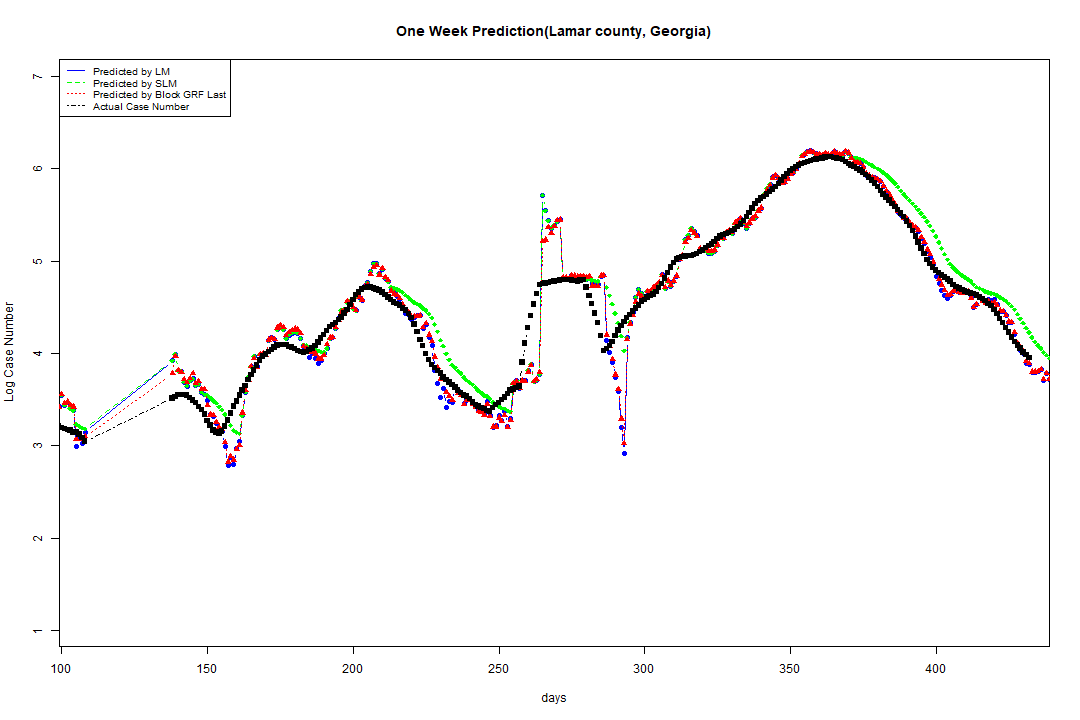 One Week Prediction(Lamar county, Georgia)
Predicted by LM
Predicted by SLM
Predicted by Block GRF Last
Actual Case Number
Log Case Number
7
6
5
4
3
2
1
100 150 200 250 300 350 400
days